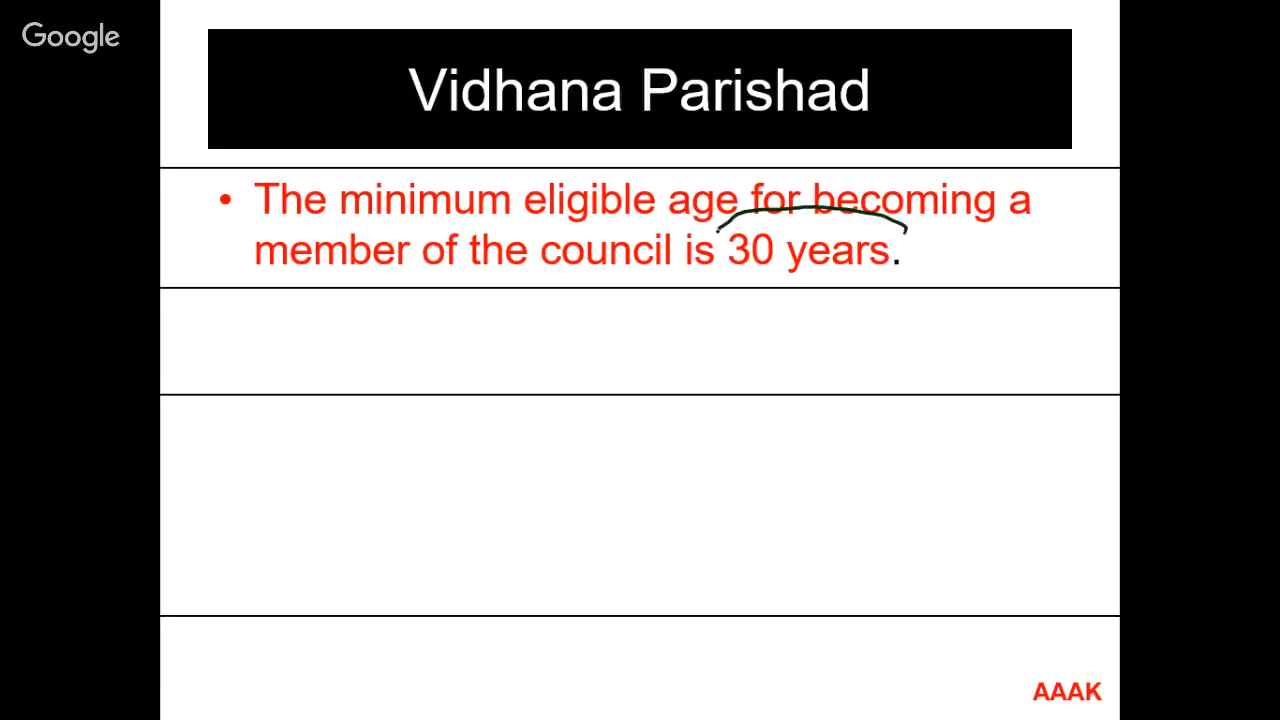 Google
Vidhana Parishad
• The minimum eligible age for becoming a
member of the council is 30 years.
AAAK